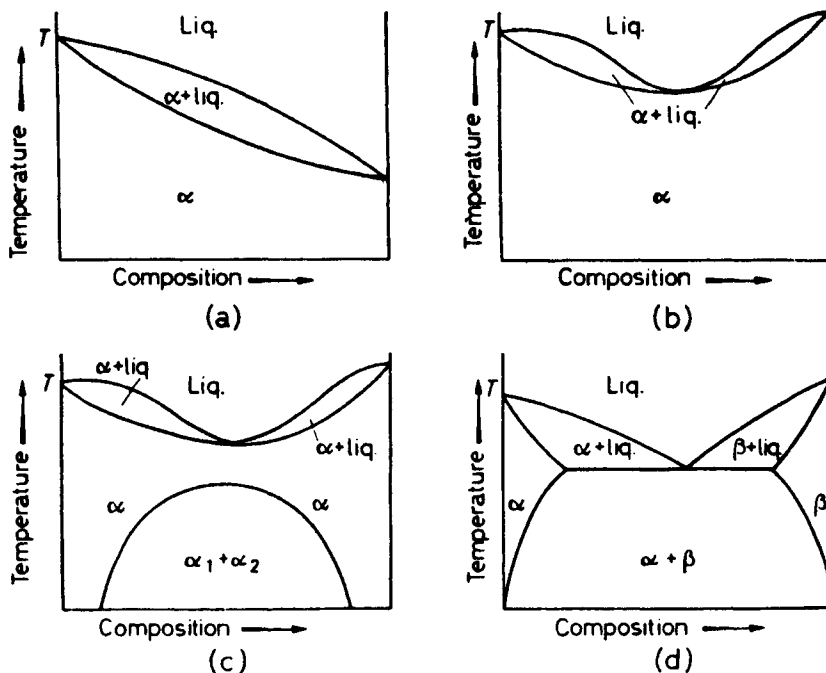 T
Liq.
α+liq.
α
Temperature
Composition
(a)
T
Liq.
α+liq.
α
Temperature
Composition
(b)
T
α+liq
Liq.
α+liq.
α
α
α₁+α₂
Temperature
Composition
(c)
T
Liq.
α+liq.
β+liq.
α
β
α+β
Temperature
Composition
(d)